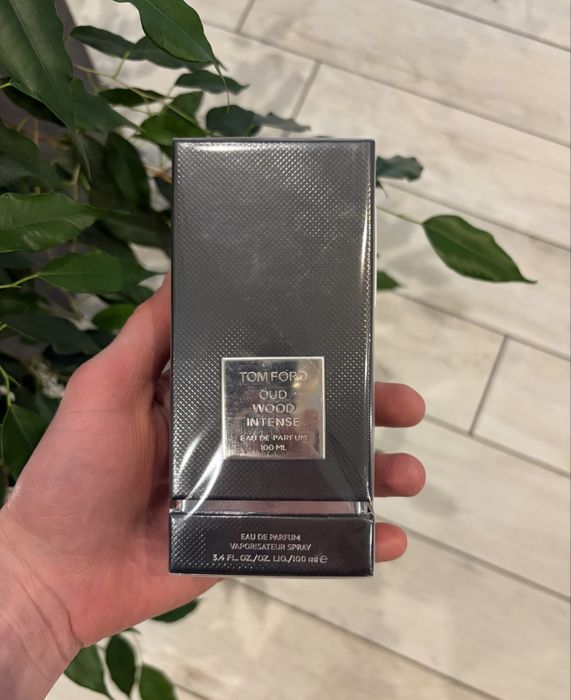 TOM FORD
OUD
WOOD
INTENSE
EAU DE PARFUM
100 ML
EAU DE PARFUM
VAPORISATEUR SPRAY
3.4 FL. OZ./OZ. LIQ./100 ml ℮